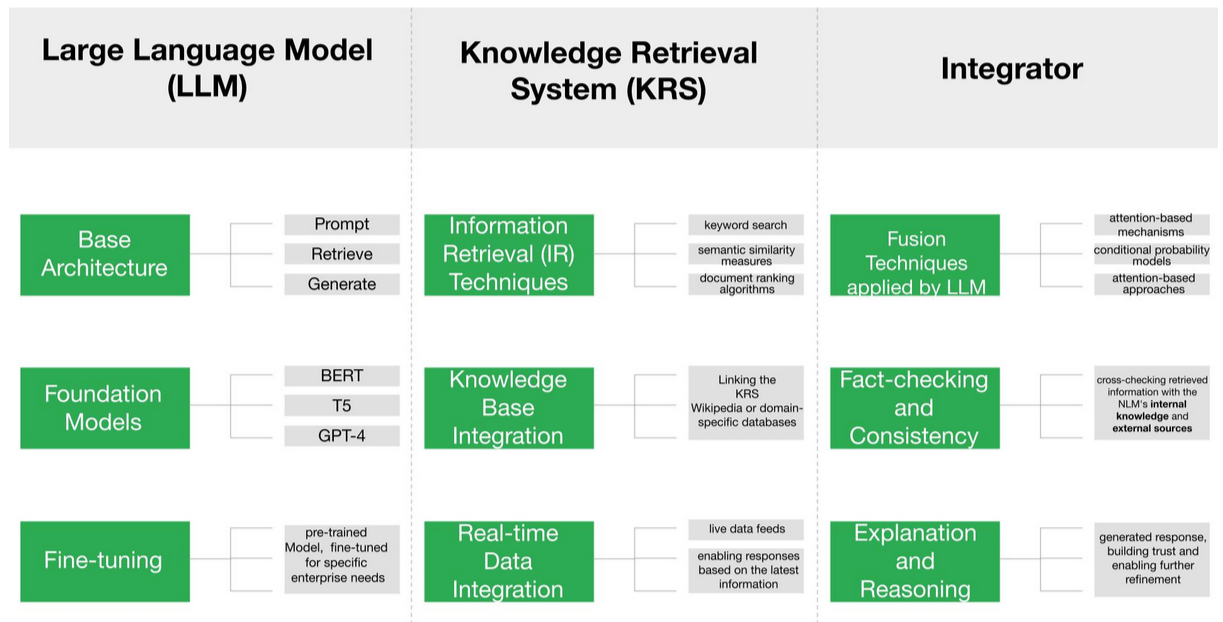 Large Language Model
(LLM)
Knowledge Retrieval
System (KRS)
Integrator
Base
Architecture
Prompt
Retrieve
Generate
Information
Retrieval (IR)
Techniques
keyword search
semantic similarity
measures
document ranking
algorithms
Fusion
Techniques
applied by LLM
attention-based
mechanisms
conditional probability
models
attention-based
approaches
Foundation
Models
BERT
T5
GPT-4
Knowledge
Base
Integration
Linking the
KRS
Wikipedia or domain-
specific databases
Fact-checking
and
Consistency
cross-checking retrieved
information with the
NLM's internal
knowledge and
external sources
Fine-tuning
pre-trained
Model, fine-tuned
for specific
enterprise needs
Real-time
Data
Integration
live data feeds
enabling responses
based on the latest
information
Explanation
and
Reasoning
generated response,
building trust and
enabling further
refinement